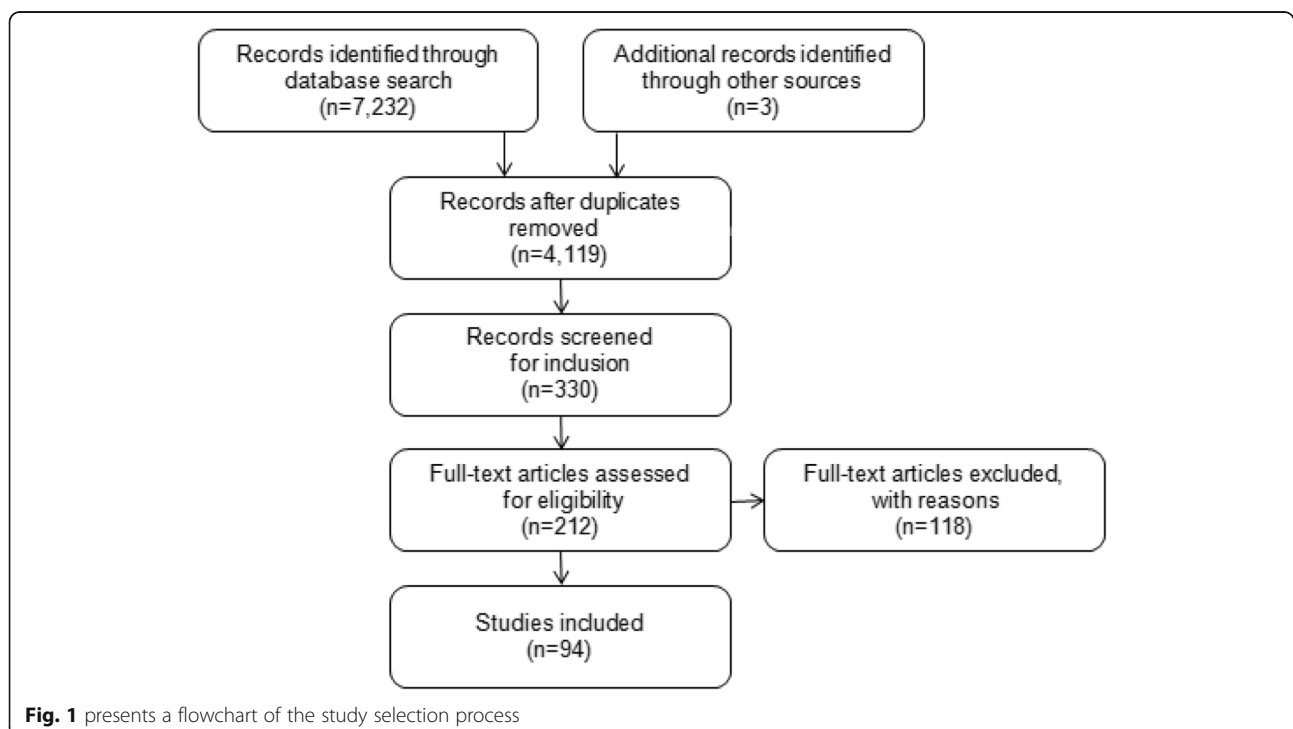 Records identified through
database search
(n=7,232)
Additional records identified
through other sources
(n=3)
Records after duplicates
removed
(n=4,119)
Records screened
for inclusion
(n=330)
Full-text articles assessed
for eligibility
(n=212)
Full-text articles excluded,
with reasons
(n=118)
Studies included
(n=94)
Fig. 1 presents a flowchart of the study selection process